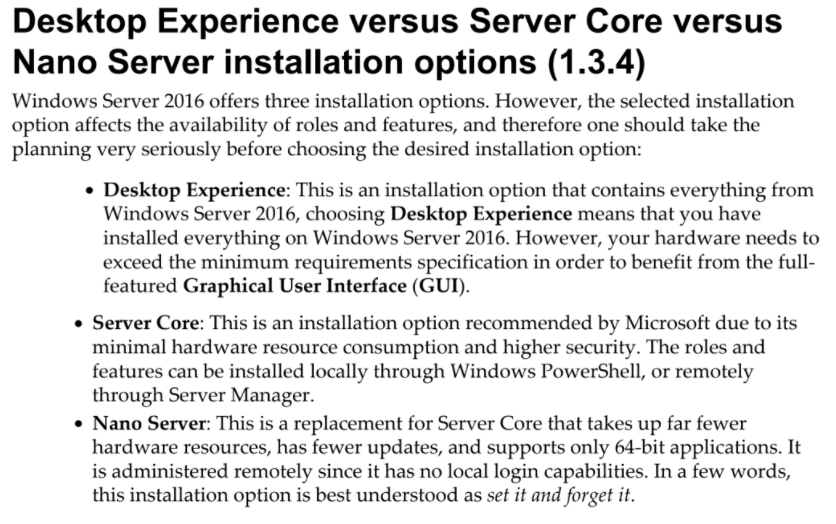 Desktop Experience versus Server Core versus
Nano Server installation options (1.3.4)
Windows Server 2016 offers three installation options. However, the selected installation
option affects the availability of roles and features, and therefore one should take the
planning very seriously before choosing the desired installation option:
• Desktop Experience: This is an installation option that contains everything from
Windows Server 2016, choosing Desktop Experience means that you have
installed everything on Windows Server 2016. However, your hardware needs to
exceed the minimum requirements specification in order to benefit from the full-
featured Graphical User Interface (GUI).
• Server Core: This is an installation option recommended by Microsoft due to its
minimal hardware resource consumption and higher security. The roles and
features can be installed locally through Windows PowerShell, or remotely
through Server Manager.
• Nano Server: This is a replacement for Server Core that takes up far fewer
hardware resources, has fewer updates, and supports only 64-bit applications. It
is administered remotely since it has no local login capabilities. In a few words,
this installation option is best understood as set it and forget it.